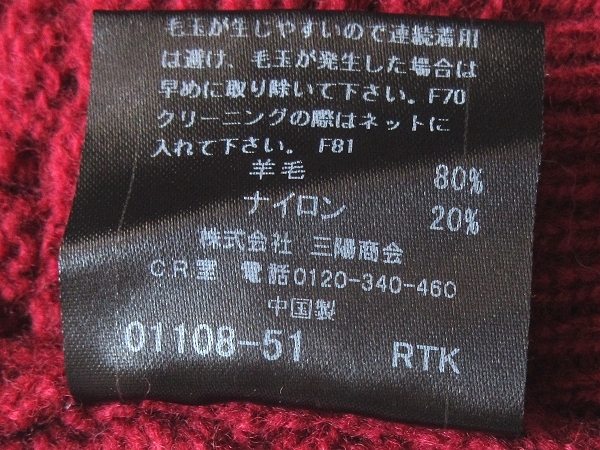 毛玉が生じやすいので連続着用
は避け、毛玉が発生した場合は
早めに取り除いて下さい。F70
クリーニングの際はネットに
入れて下さい。 F81
羊毛 80%
ナイロン 20%
株式会社 三陽商会
C.R.室 電話0120-340-460
中国製
01108-51 RTK